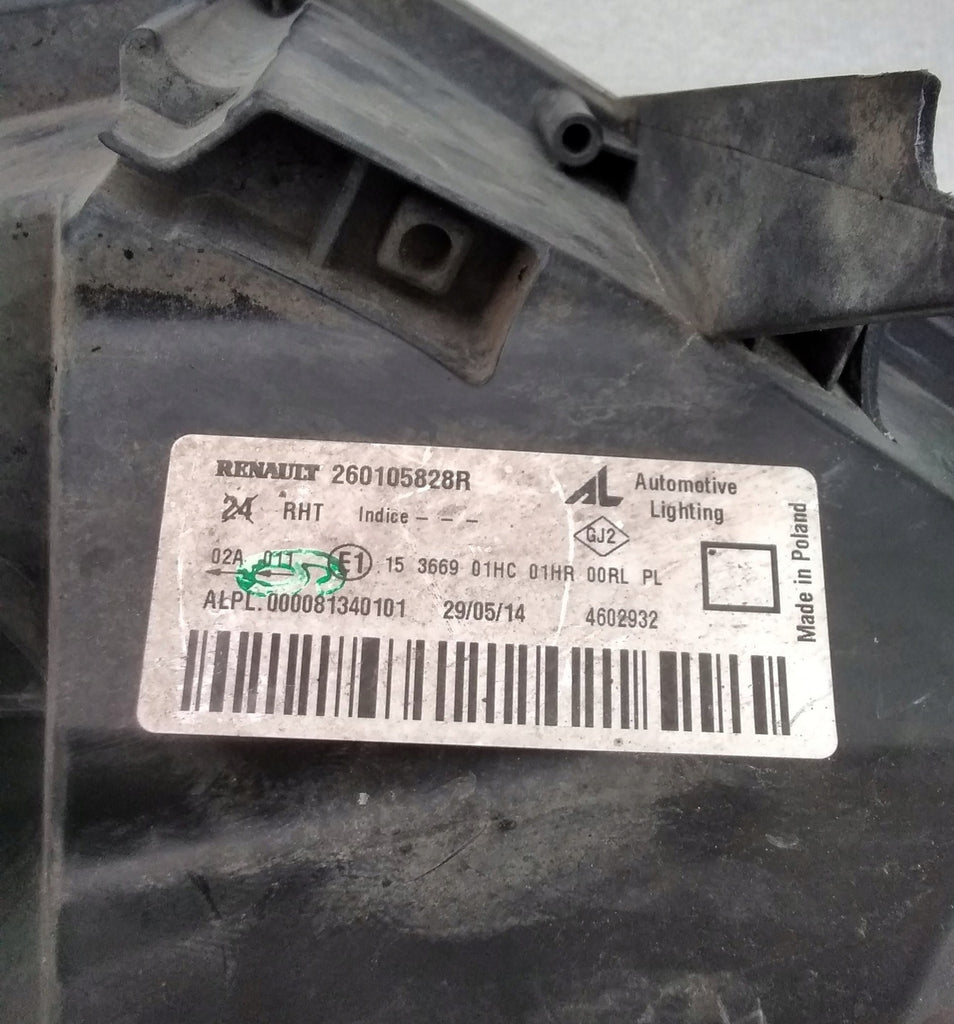 RENAULT 260105828R
24 RHT Indice - - -
AL Automotive
Lighting
GJ2
02A 011 E1 15 3669 01HC 01HR 00RL PL
ALPL.000081340101 29/05/14 4602932
Made in Poland